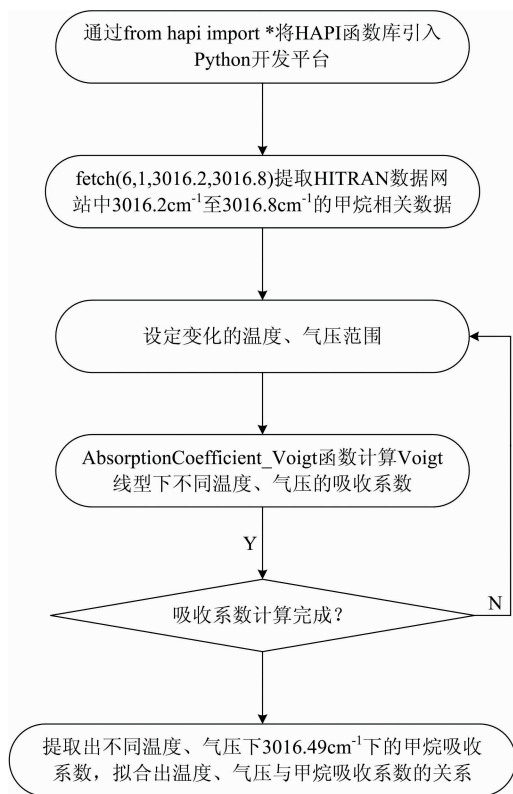 通过from hapi import *将HAPI函数库引入
Python开发平台
fetch(6,1,3016.2,3016.8)提取HITRAN数据网
站中3016.2cm⁻¹至3016.8cm⁻¹的甲烷相关数据
设定变化的温度、气压范围
AbsorptionCoefficient_Voigt函数计算Voigt
线型下不同温度、气压的吸收系数
Y
吸收系数计算完成？
N
提取出不同温度、气压下3016.49cm⁻¹下的甲烷吸收
系数，拟合出温度、气压与甲烷吸收系数的关系